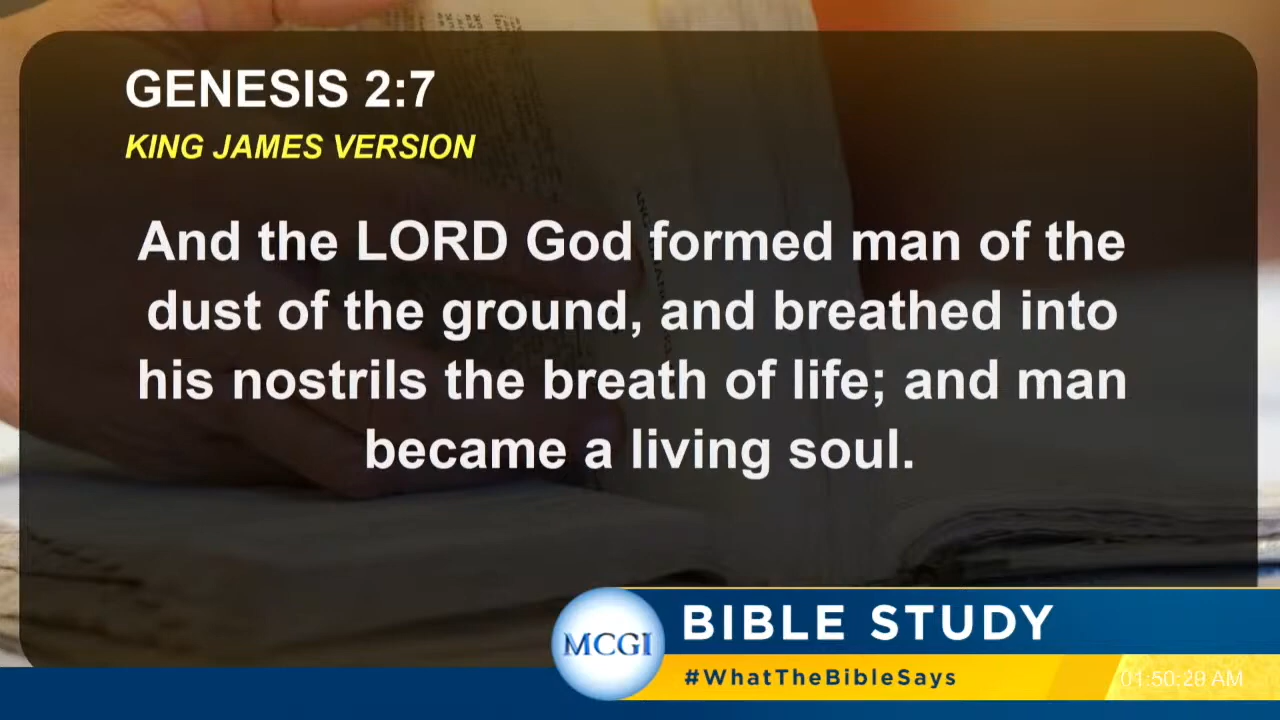 GENESIS 2:7
KING JAMES VERSION
And the LORD God formed man of the
dust of the ground, and breathed into
his nostrils the breath of life; and man
became a living soul.
MCGI
BIBLE STUDY
#WhatTheBibleSays
01:50:29 AM